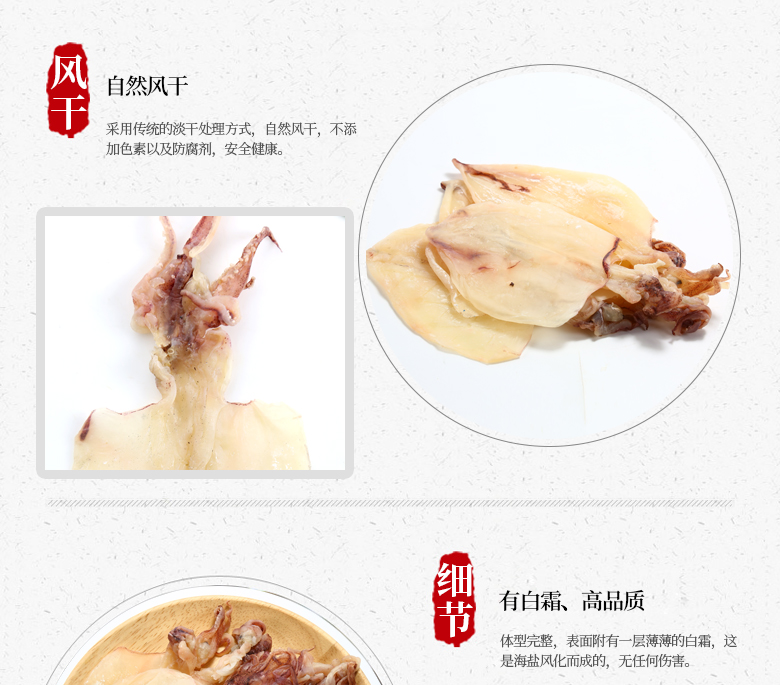 风干
自然风干
采用传统的淡干处理方式，自然风干，不添
加色素以及防腐剂，安全健康。
细节
有白霜、高品质
体型完整，表面附有一层薄薄的白霜，这
是海盐风化而成的，无任何伤害。